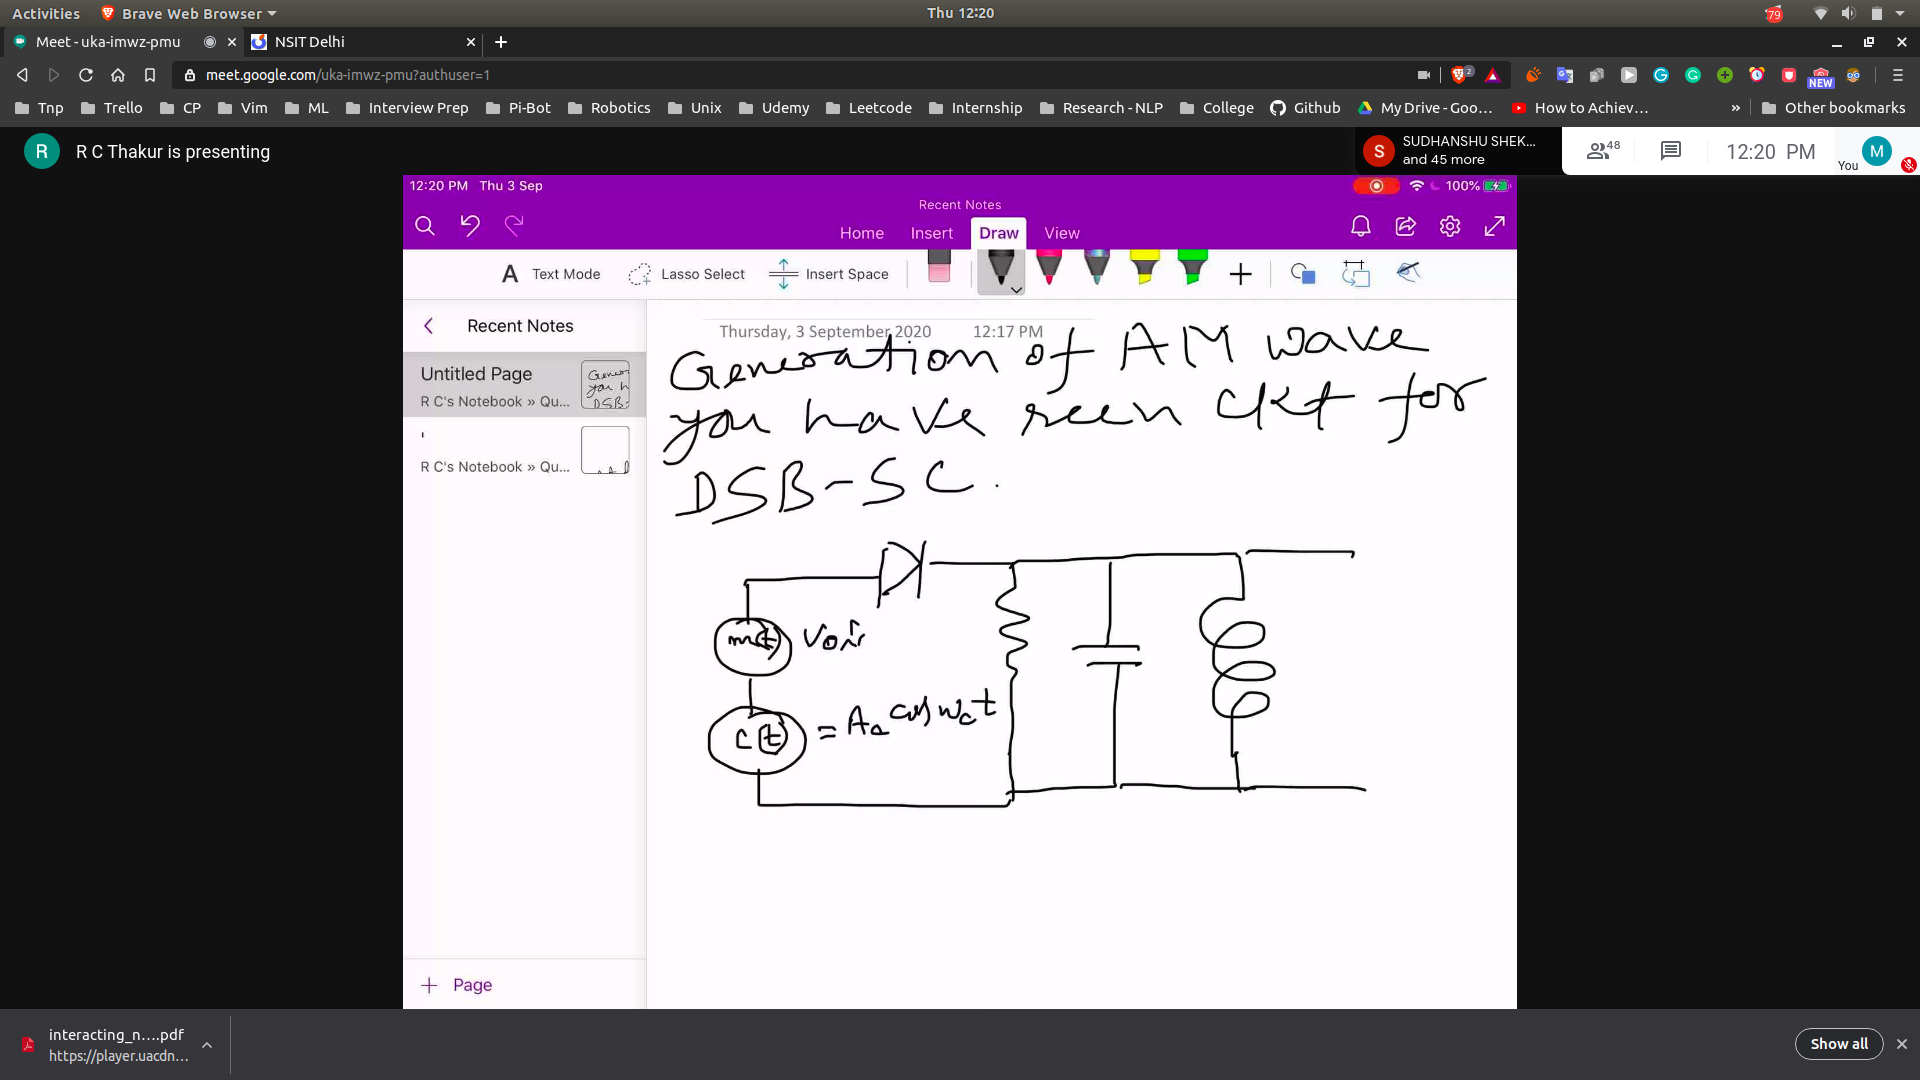 Activities Brave Web Browser Thu 12:20 79
Meet - uka-imwz-pmu NSIT Delhi
meet.google.com/uka-imwz-pmu?authuser=1 2 NEW
Tnp Trello CP Vim ML Interview Prep Pi-Bot Robotics Unix Udemy Leetcode Internship Research - NLP College Github My Drive - Goo... How to Achiev... » Other bookmarks
R R C Thakur is presenting
S SUDHANSHU SHEK...
and 45 more
48 12:20 PM You M
12:20 PM Thu 3 Sep 100%
Recent Notes
Home Insert Draw View
A Text Mode Lasso Select Insert Space
Recent Notes
Untitled Page
R C's Notebook » Qu...
'
R C's Notebook » Qu...
+ Page
Thursday, 3 September 2020 12:17 PM
Generation of AM wave
you have seen ckt for
DSB-SC.
m(t)
c(t) = Ac cos wc t
interacting_n....pdf
https://player.uacdn...
Show all